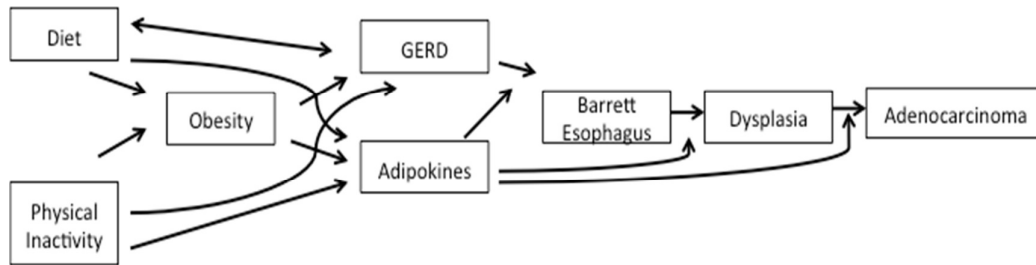 Diet
GERD
Obesity
Barrett
Esophagus
Dysplasia
Adenocarcinoma
Adipokines
Physical
Inactivity